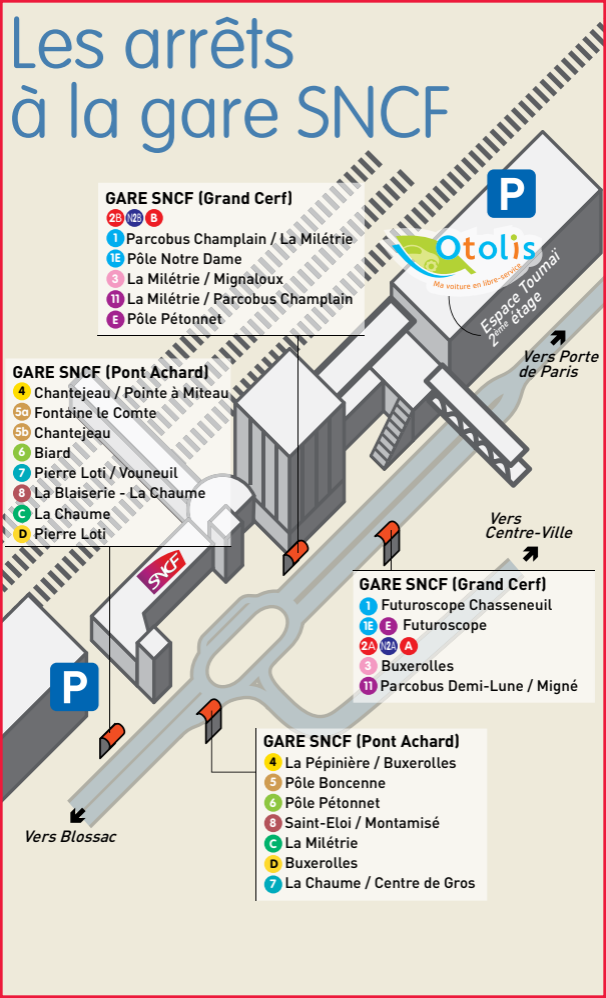 Les arrêts
à la gare SNCF
P
GARE SNCF (Grand Cerf)
2B N2B B
1 Parcobus Champlain / La Milétrie
1E Pôle Notre Dame
3 La Milétrie / Mignaloux
11 La Milétrie / Parcobus Champlain
E Pôle Pétonnet
Otolis
Ma voiture en libre-service
Espace Toumaï
2ème étage
Vers Porte
de Paris
GARE SNCF (Pont Achard)
4 Chantejeau / Pointe à Miteau
5a Fontaine le Comte
5b Chantejeau
6 Biard
7 Pierre Loti / Vouneuil
8 La Blaiserie - La Chaume
C La Chaume
D Pierre Loti
SNCF
Vers
Centre-Ville
GARE SNCF (Grand Cerf)
1 Futuroscope Chasseneuil
1E E Futuroscope
2A N2A A
3 Buxerolles
11 Parcobus Demi-Lune / Migné
P
GARE SNCF (Pont Achard)
4 La Pépinière / Buxerolles
5 Pôle Boncenne
6 Pôle Pétonnet
8 Saint-Eloi / Montamisé
C La Milétrie
D Buxerolles
7 La Chaume / Centre de Gros
Vers Blossac